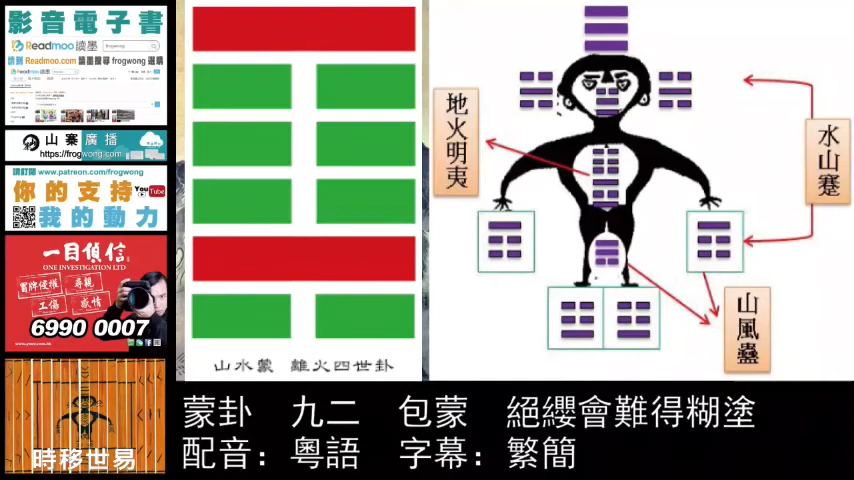 影音電子書
Readmoo 讀墨
frogwong
請到 Readmoo.com 讀墨搜尋 frogwong 選購
山寨廣播
https://frogwong.com
請訂閱 www.patreon.com/frogwong
你的支持
YouTube
我的動力
一目偵信
ONE INVESTIGATION LTD
冒牌侵權
尋親
工傷
感情
6990 0007
時移世易
山水蒙 離火四世卦
地火明夷
水山蹇
山風蠱
蒙卦 九二 包蒙 絕纓會難得糊塗
配音：粵語 字幕：繁簡